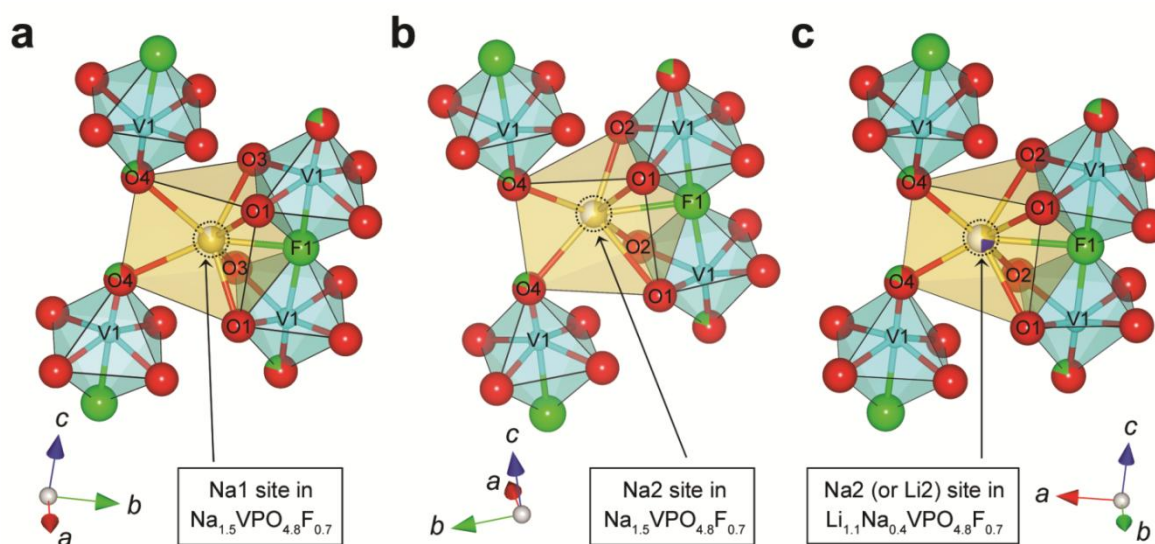 a
V1
O3
V1
O4
O1
F1
O3
O4
O1
V1
V1
c
b
a
Na1 site in
Na1.5VPO4.8F0.7
b
V1
O2
V1
O4
O1
F1
O2
V1
O4
O1
V1
c
a
b
Na2 site in
Na1.5VPO4.8F0.7
c
V1
O2
V1
O4
O1
F1
O2
O4
O1
V1
V1
c
a
b
Na2 (or Li2) site in
Li1.1Na0.4VPO4.8F0.7